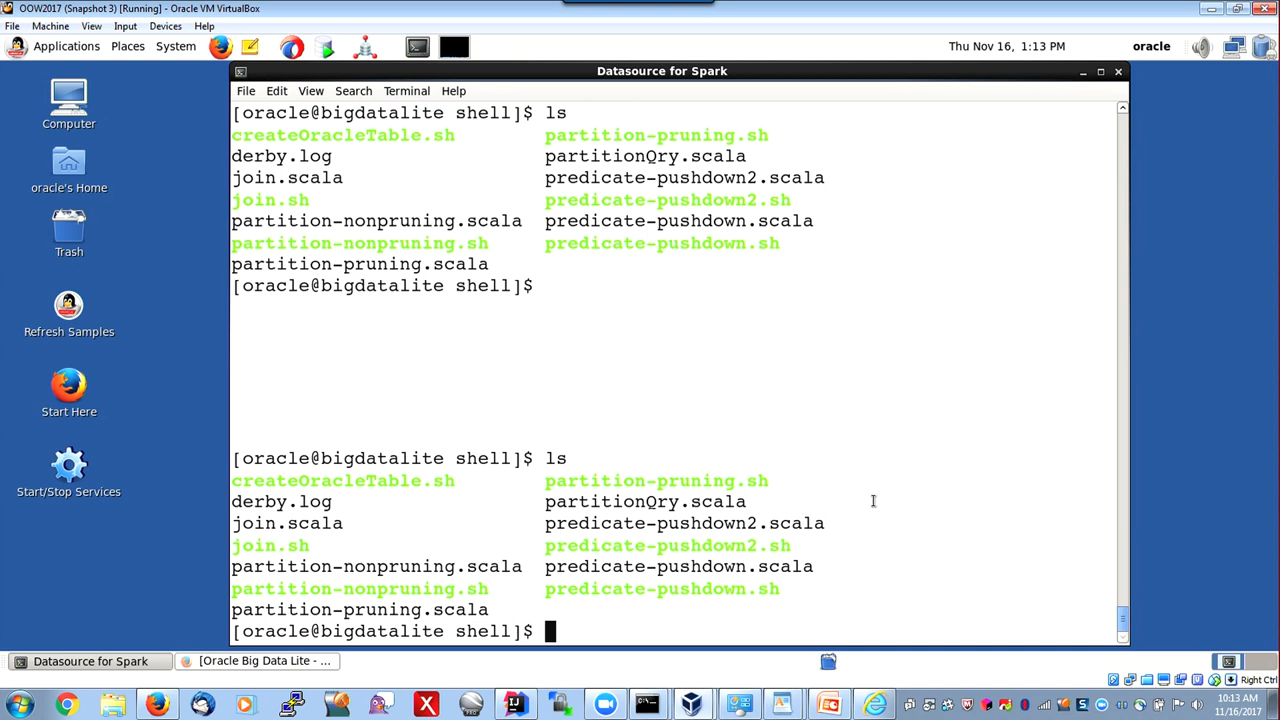 OOW2017 (Snapshot 3) [Running] - Oracle VM VirtualBox
File Machine View Input Devices Help
Applications Places System Thu Nov 16, 1:13 PM oracle
Datasource for Spark
File Edit View Search Terminal Help
[oracle@bigdatalite shell]$ ls
createOracleTable.sh partition-pruning.sh
derby.log partitionQry.scala
join.scala predicate-pushdown2.scala
join.sh predicate-pushdown2.sh
partition-nonpruning.scala predicate-pushdown.scala
partition-nonpruning.sh predicate-pushdown.sh
partition-pruning.scala
[oracle@bigdatalite shell]$
[oracle@bigdatalite shell]$ ls
createOracleTable.sh partition-pruning.sh
derby.log partitionQry.scala
join.scala predicate-pushdown2.scala
join.sh predicate-pushdown2.sh
partition-nonpruning.scala predicate-pushdown.scala
partition-nonpruning.sh predicate-pushdown.sh
partition-pruning.scala
[oracle@bigdatalite shell]$
Computer
oracle's Home
Trash
Refresh Samples
Start Here
Start/Stop Services
Datasource for Spark [Oracle Big Data Lite - ...
Right Ctrl
10:13 AM
11/16/2017